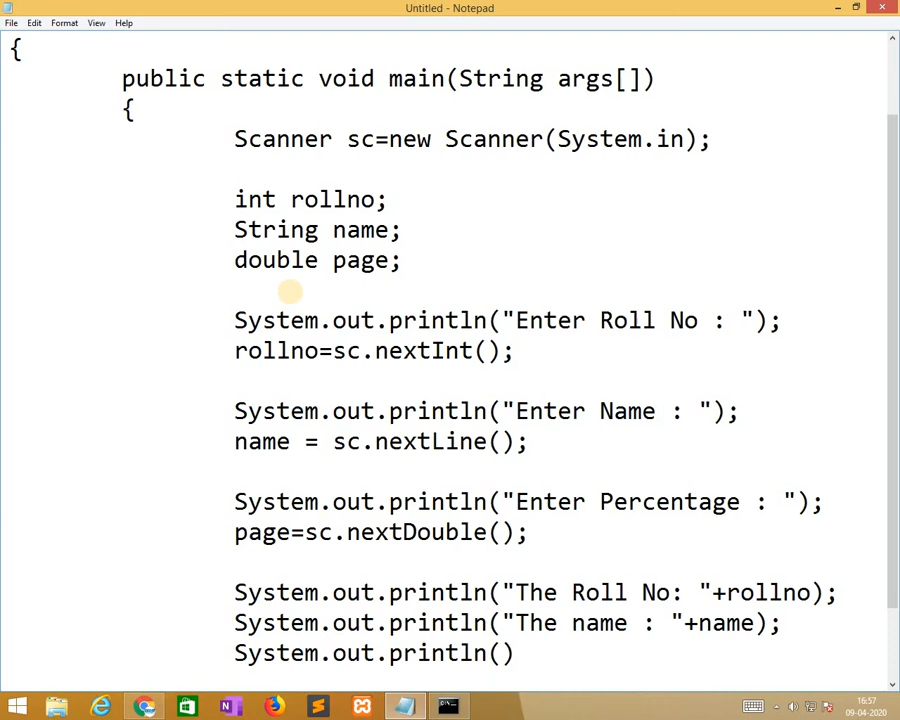 Untitled - Notepad
File Edit Format View Help
{
public static void main(String args[])
{
Scanner sc=new Scanner(System.in);
int rollno;
String name;
double page;
System.out.println("Enter Roll No : ");
rollno=sc.nextInt();
System.out.println("Enter Name : ");
name = sc.nextLine();
System.out.println("Enter Percentage : ");
page=sc.nextDouble();
System.out.println("The Roll No: "+rollno);
System.out.println("The name : "+name);
System.out.println()
16:57
09-04-2020